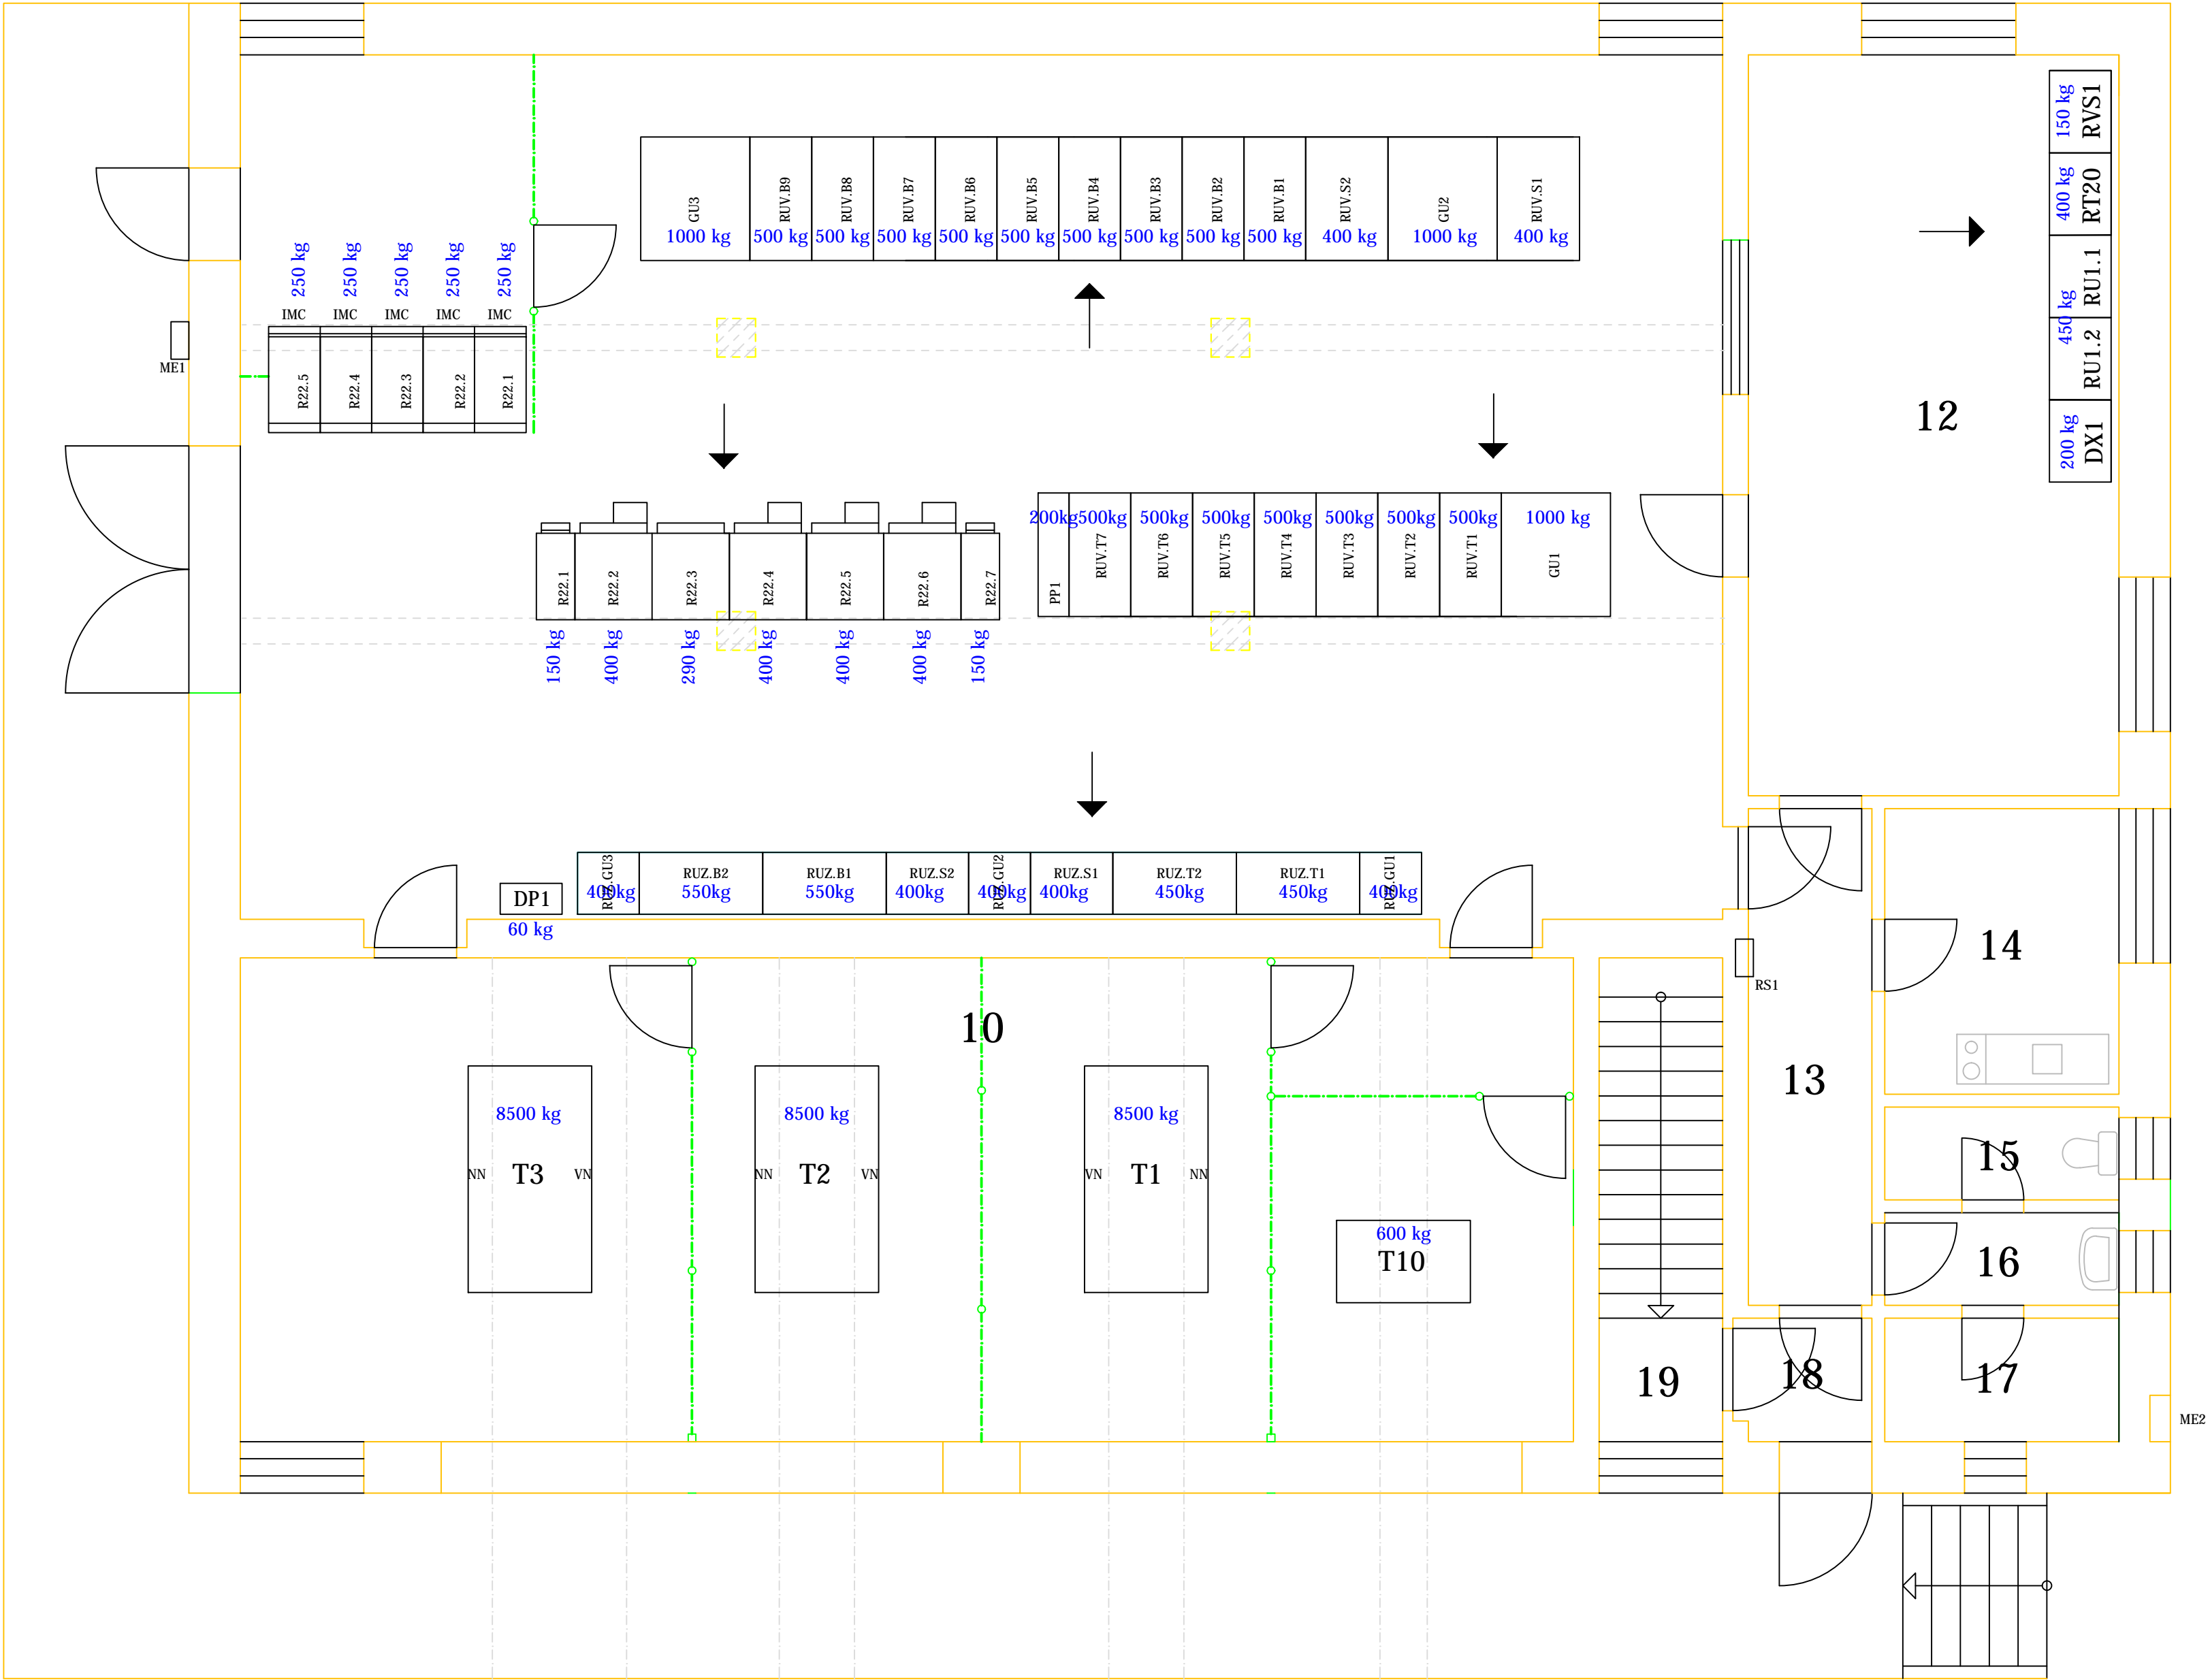 GU3
1000 kg
RUV.B9
500 kg
RUV.B8
500 kg
RUV.B7
500 kg
RUV.B6
500 kg
RUV.B5
500 kg
RUV.B4
500 kg
RUV.B3
500 kg
RUV.B2
500 kg
RUV.B1
500 kg
RUV.S2
400 kg
GU2
1000 kg
RUV.S1
400 kg
150 kg
RVS1
400 kg
RT20
450 kg
RU1.1
RU1.2
200 kg
DX1
12
250 kg
250 kg
250 kg
250 kg
250 kg
IMC
IMC
IMC
IMC
IMC
R22.5
R22.4
R22.3
R22.2
R22.1
ME1
R22.1
R22.2
R22.3
R22.4
R22.5
R22.6
R22.7
150 kg
400 kg
290 kg
400 kg
400 kg
400 kg
150 kg
200kg
500kg
500kg
500kg
500kg
500kg
500kg
500kg
1000 kg
PP1
RUV.T7
RUV.T6
RUV.T5
RUV.T4
RUV.T3
RUV.T2
RUV.T1
GU1
DP1
60 kg
RUZ.GU3
400kg
RUZ.B2
550kg
RUZ.B1
550kg
RUZ.S2
400kg
RUZ.GU2
400kg
RUZ.S1
400kg
RUZ.T2
450kg
RUZ.T1
450kg
RUZ.GU1
400kg
10
8500 kg
NN
T3
VN
8500 kg
NN
T2
VN
8500 kg
VN
T1
NN
600 kg
T10
RS1
13
14
15
16
17
18
19
ME2